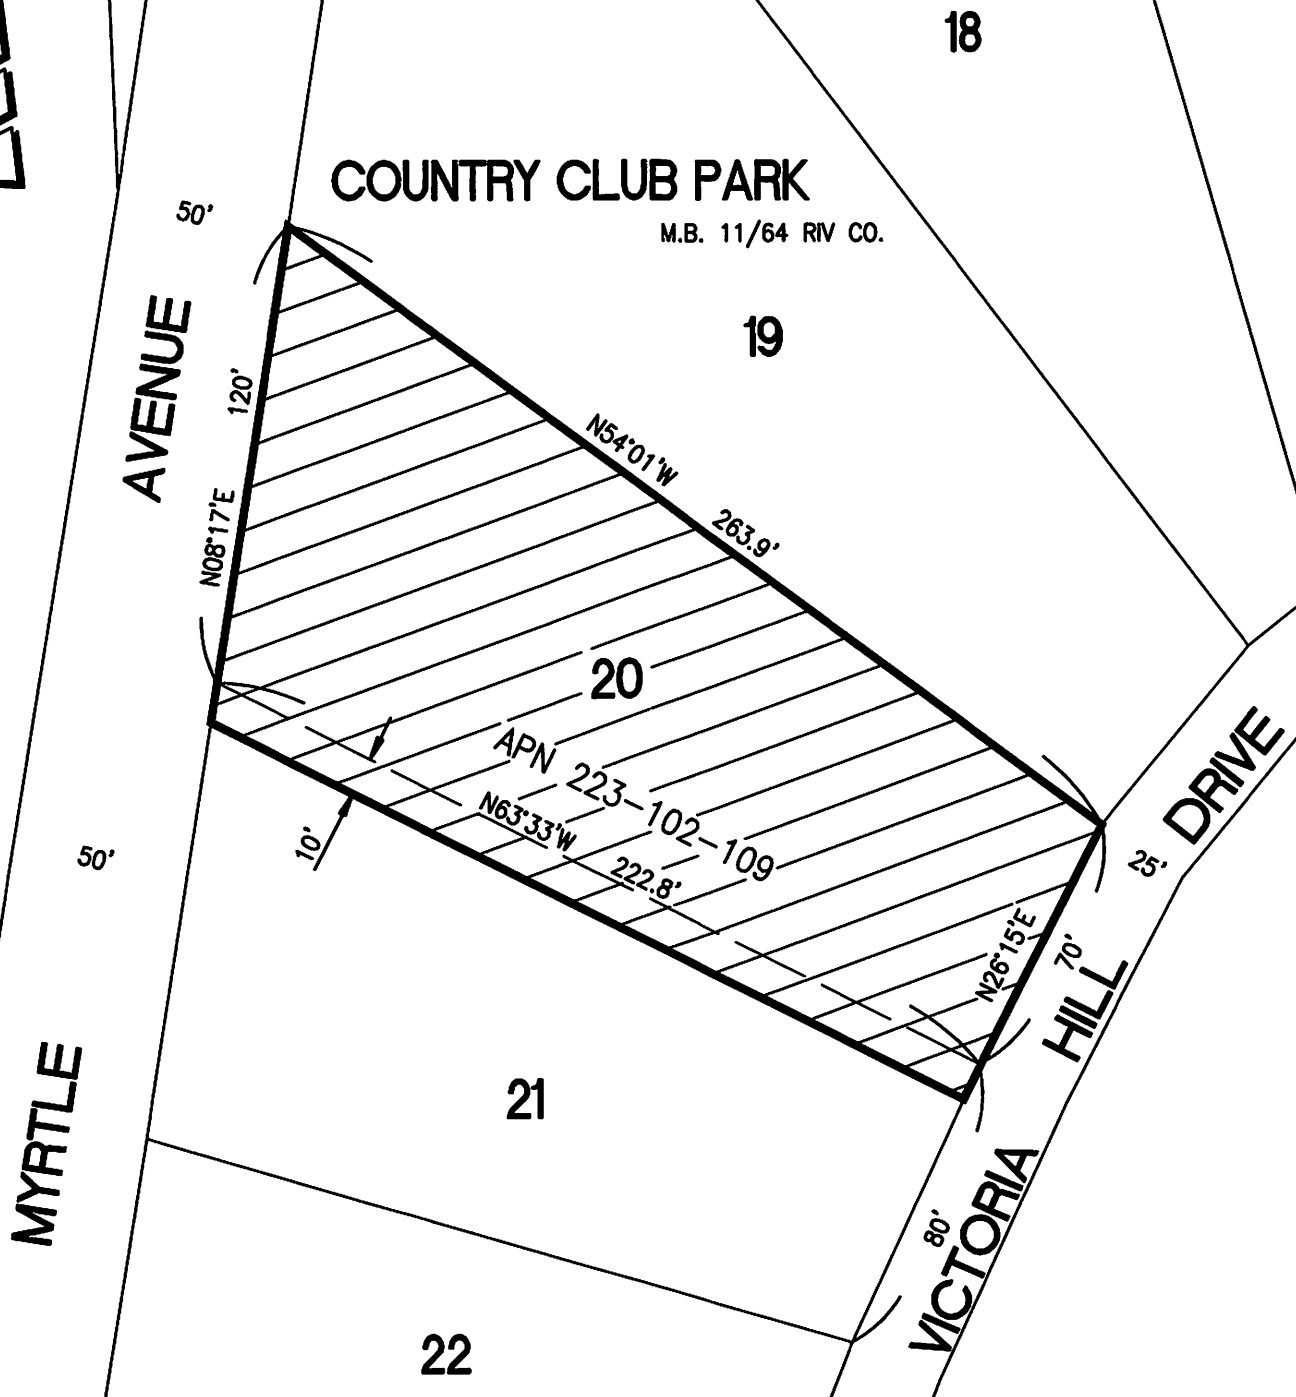 18
COUNTRY CLUB PARK
M.B. 11/64 RIV CO.
50'
19
AVENUE
120'
N08°17'E
N54°01'W 263.9'
20
APN 223-102-109
N63°33'W 222.8'
10'
50'
DRIVE
25'
N26°15'E
70'
HILL
MYRTLE
21
80'
VICTORIA
22